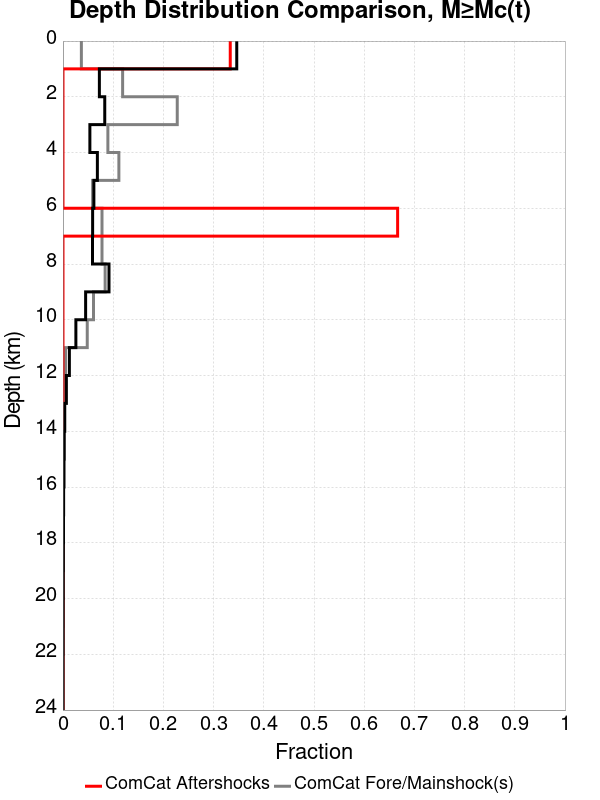 Depth Distribution Comparison, M≥Mc(t)
0
2
4
6
8
10
12
14
16
18
20
22
24
Depth (km)
0 0.1 0.2 0.3 0.4 0.5 0.6 0.7 0.8 0.9 1
Fraction
ComCat Aftershocks ComCat Fore/Mainshock(s)